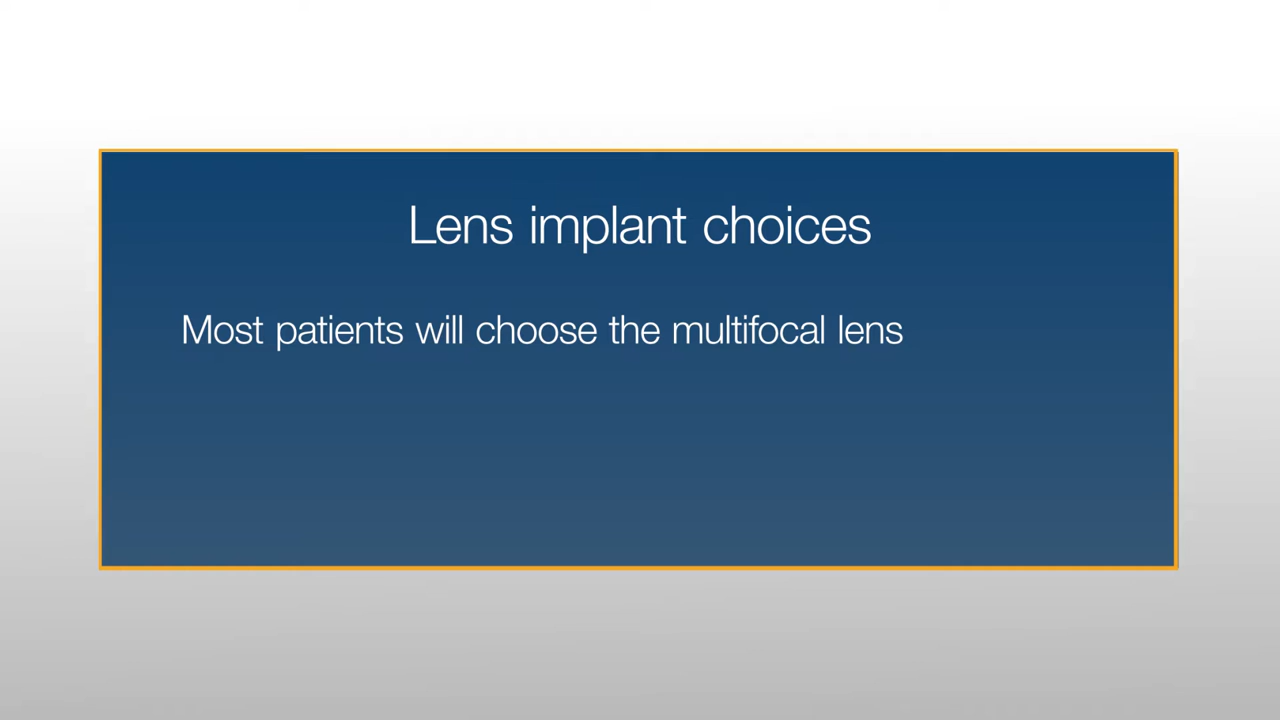 Lens implant choices
Most patients will choose the multifocal lens